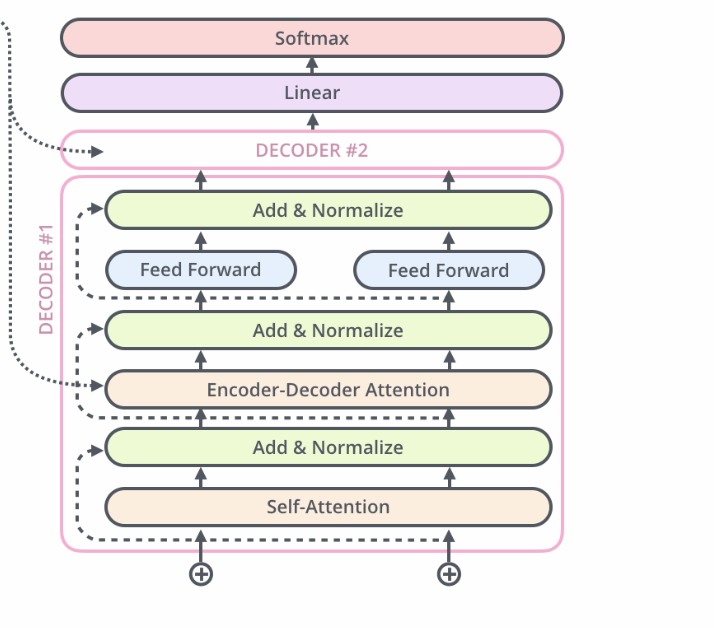 Softmax
Linear
DECODER #2
DECODER #1
Add & Normalize
Feed Forward
Feed Forward
Add & Normalize
Encoder-Decoder Attention
Add & Normalize
Self-Attention